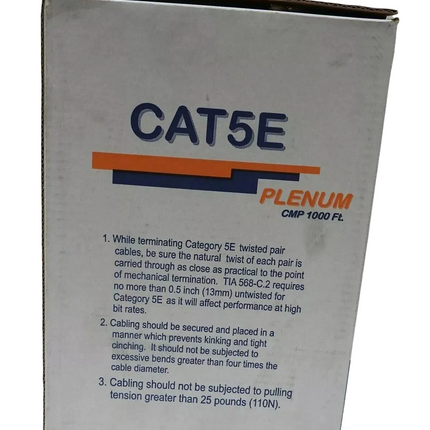 CAT5E
PLENUM
CMP 1000 Ft.
1. While terminating Category 5E twisted pair
cables, be sure the natural twist of each pair is
carried through as close as practical to the point
of mechanical termination. TIA 568-C.2 requires
no more than 0.5 inch (13mm) untwisted for
Category 5E as it will affect performance at high
bit rates.
2. Cabling should be secured and placed in a
manner which prevents kinking and tight
cinching. It should not be subjected to
excessive bends greater than four times the
cable diameter.
3. Cabling should not be subjected to pulling
tension greater than 25 pounds (110N).